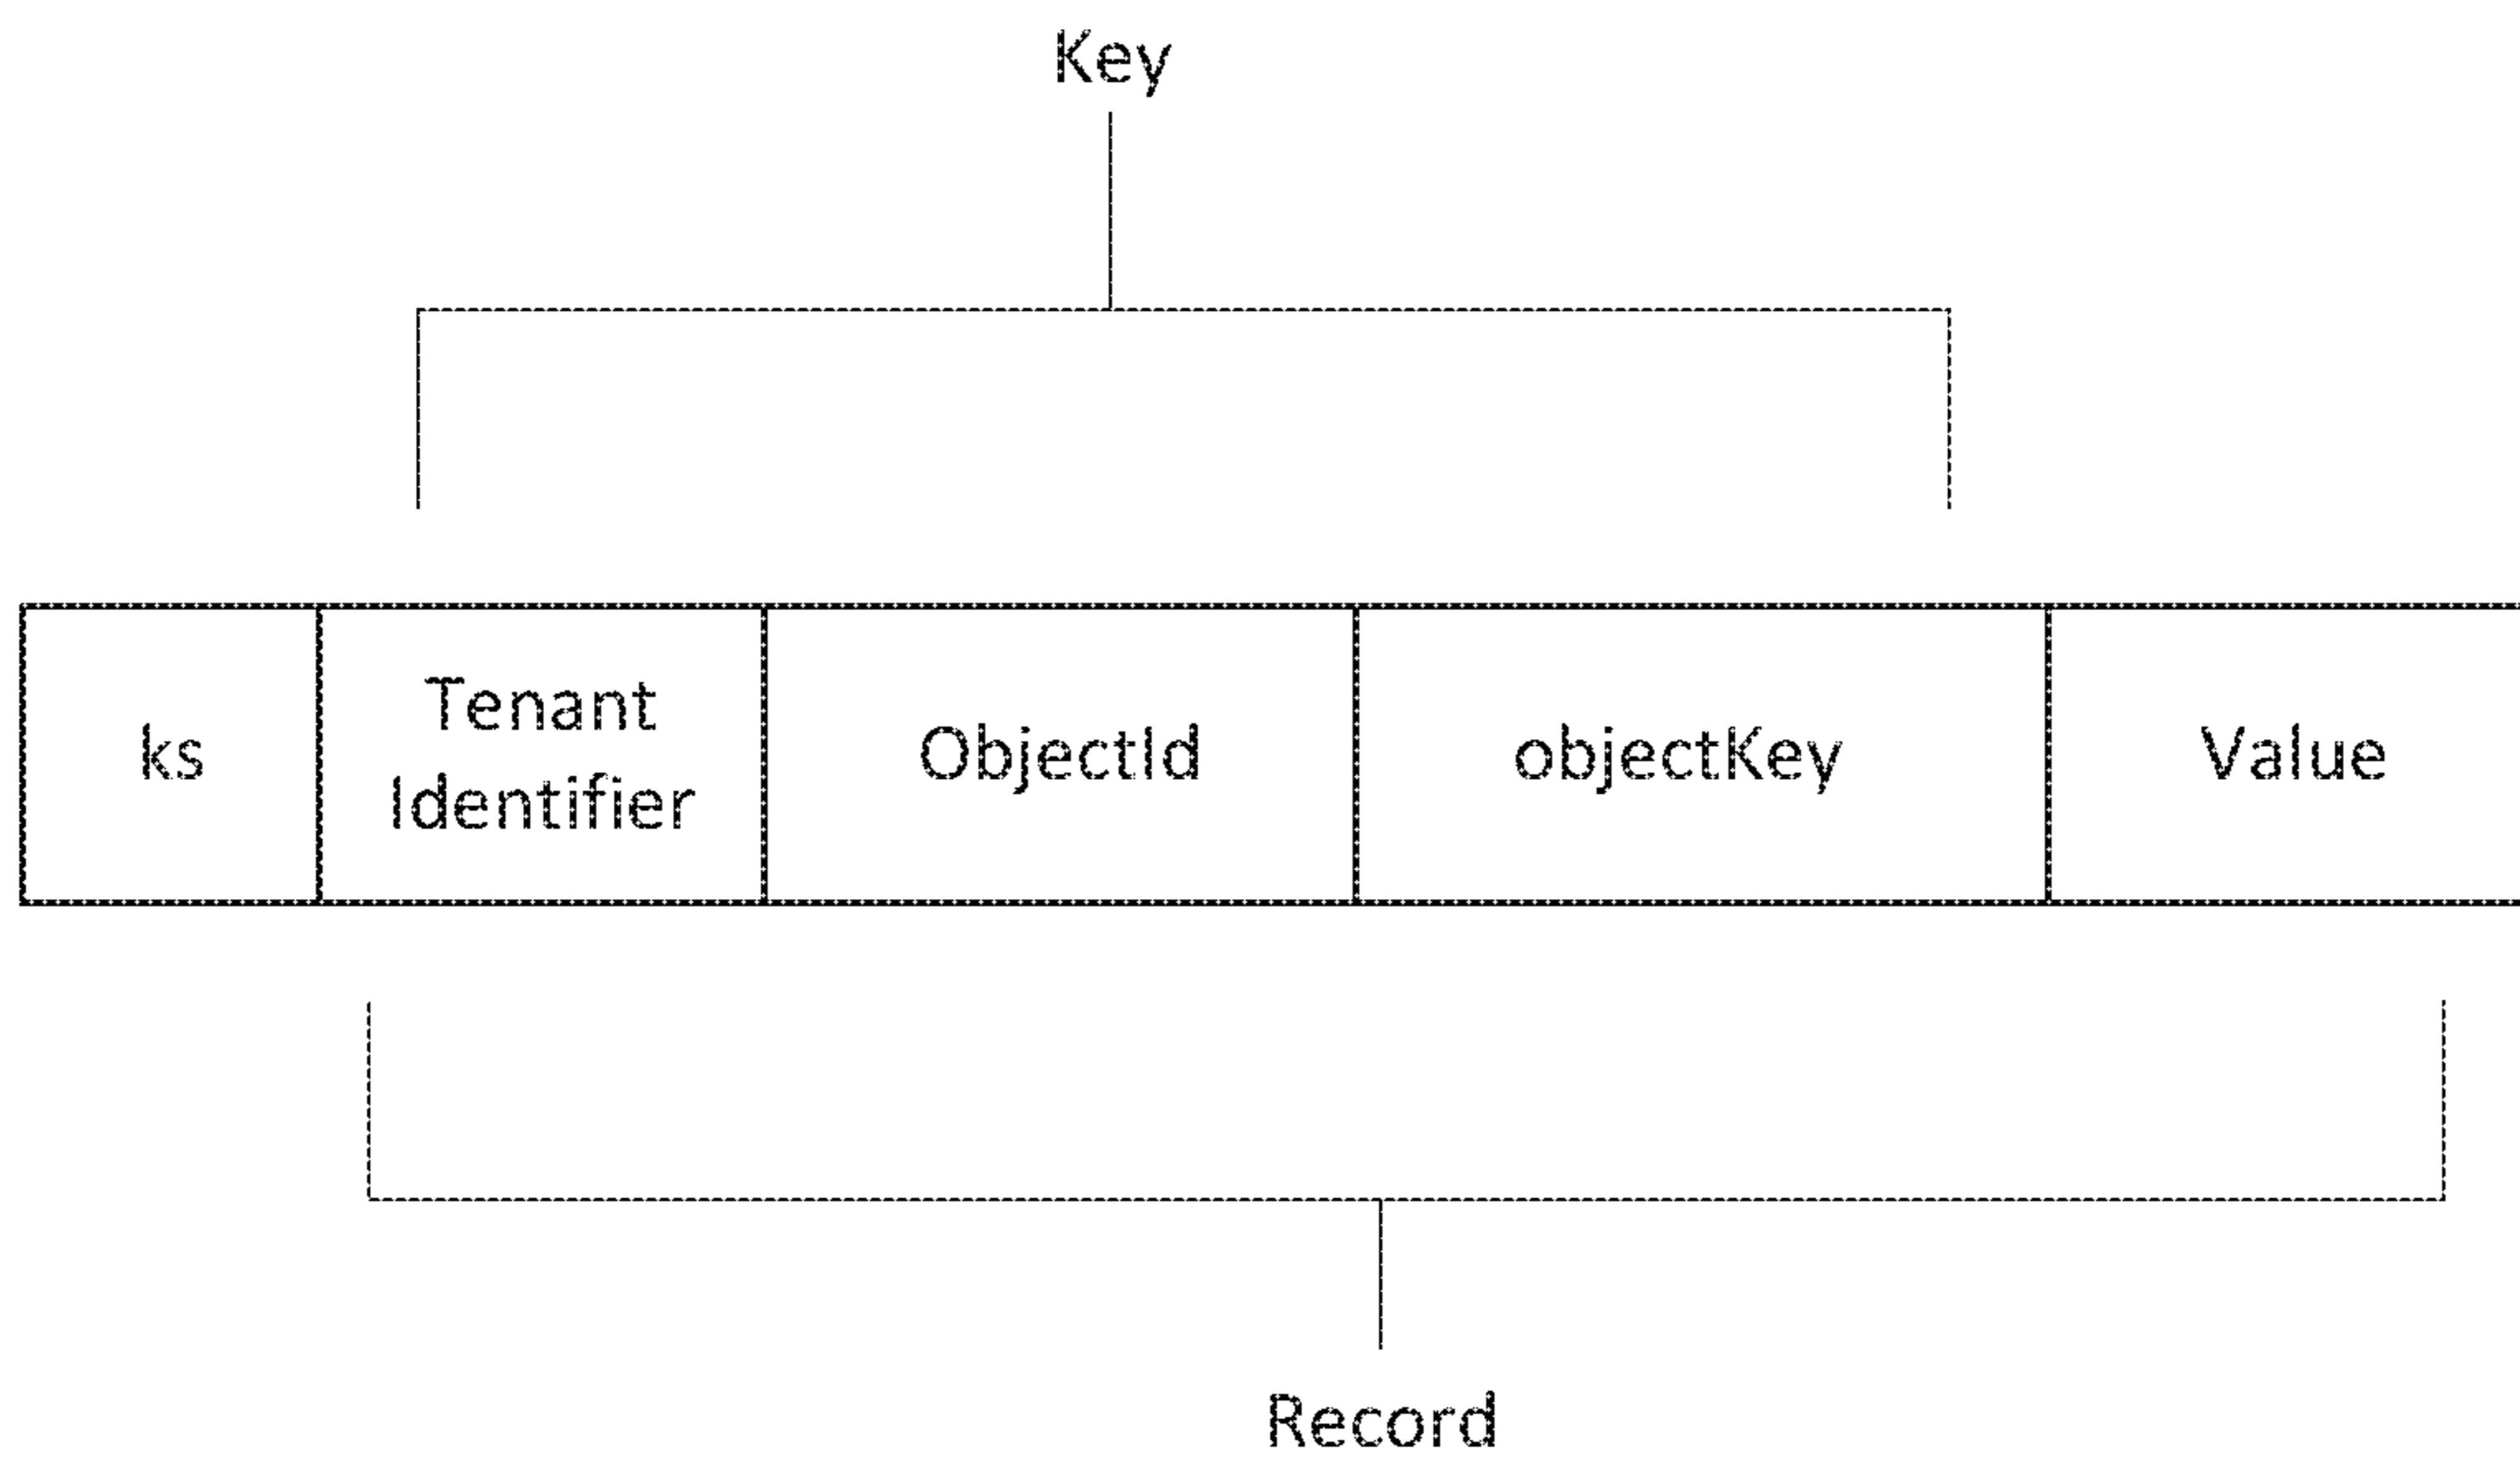 Key
ks
Tenant
Identifier
ObjectId
objectKey
Value
Record